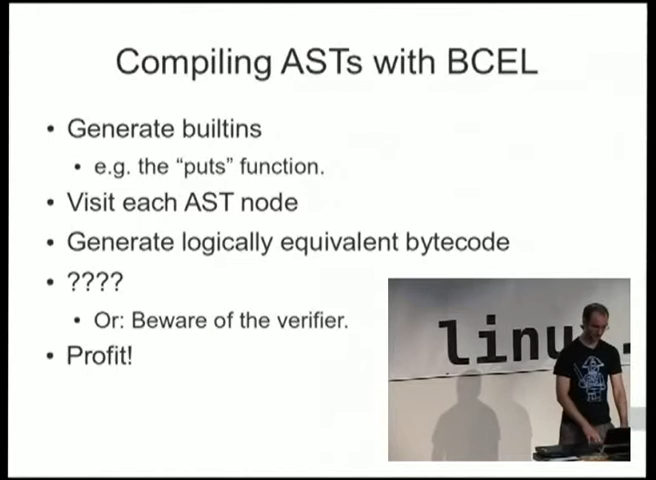 Compiling ASTs with BCEL
• Generate builtins
• e.g. the “puts” function.
• Visit each AST node
• Generate logically equivalent bytecode
• ????
• Or: Beware of the verifier.
• Profit!
linu